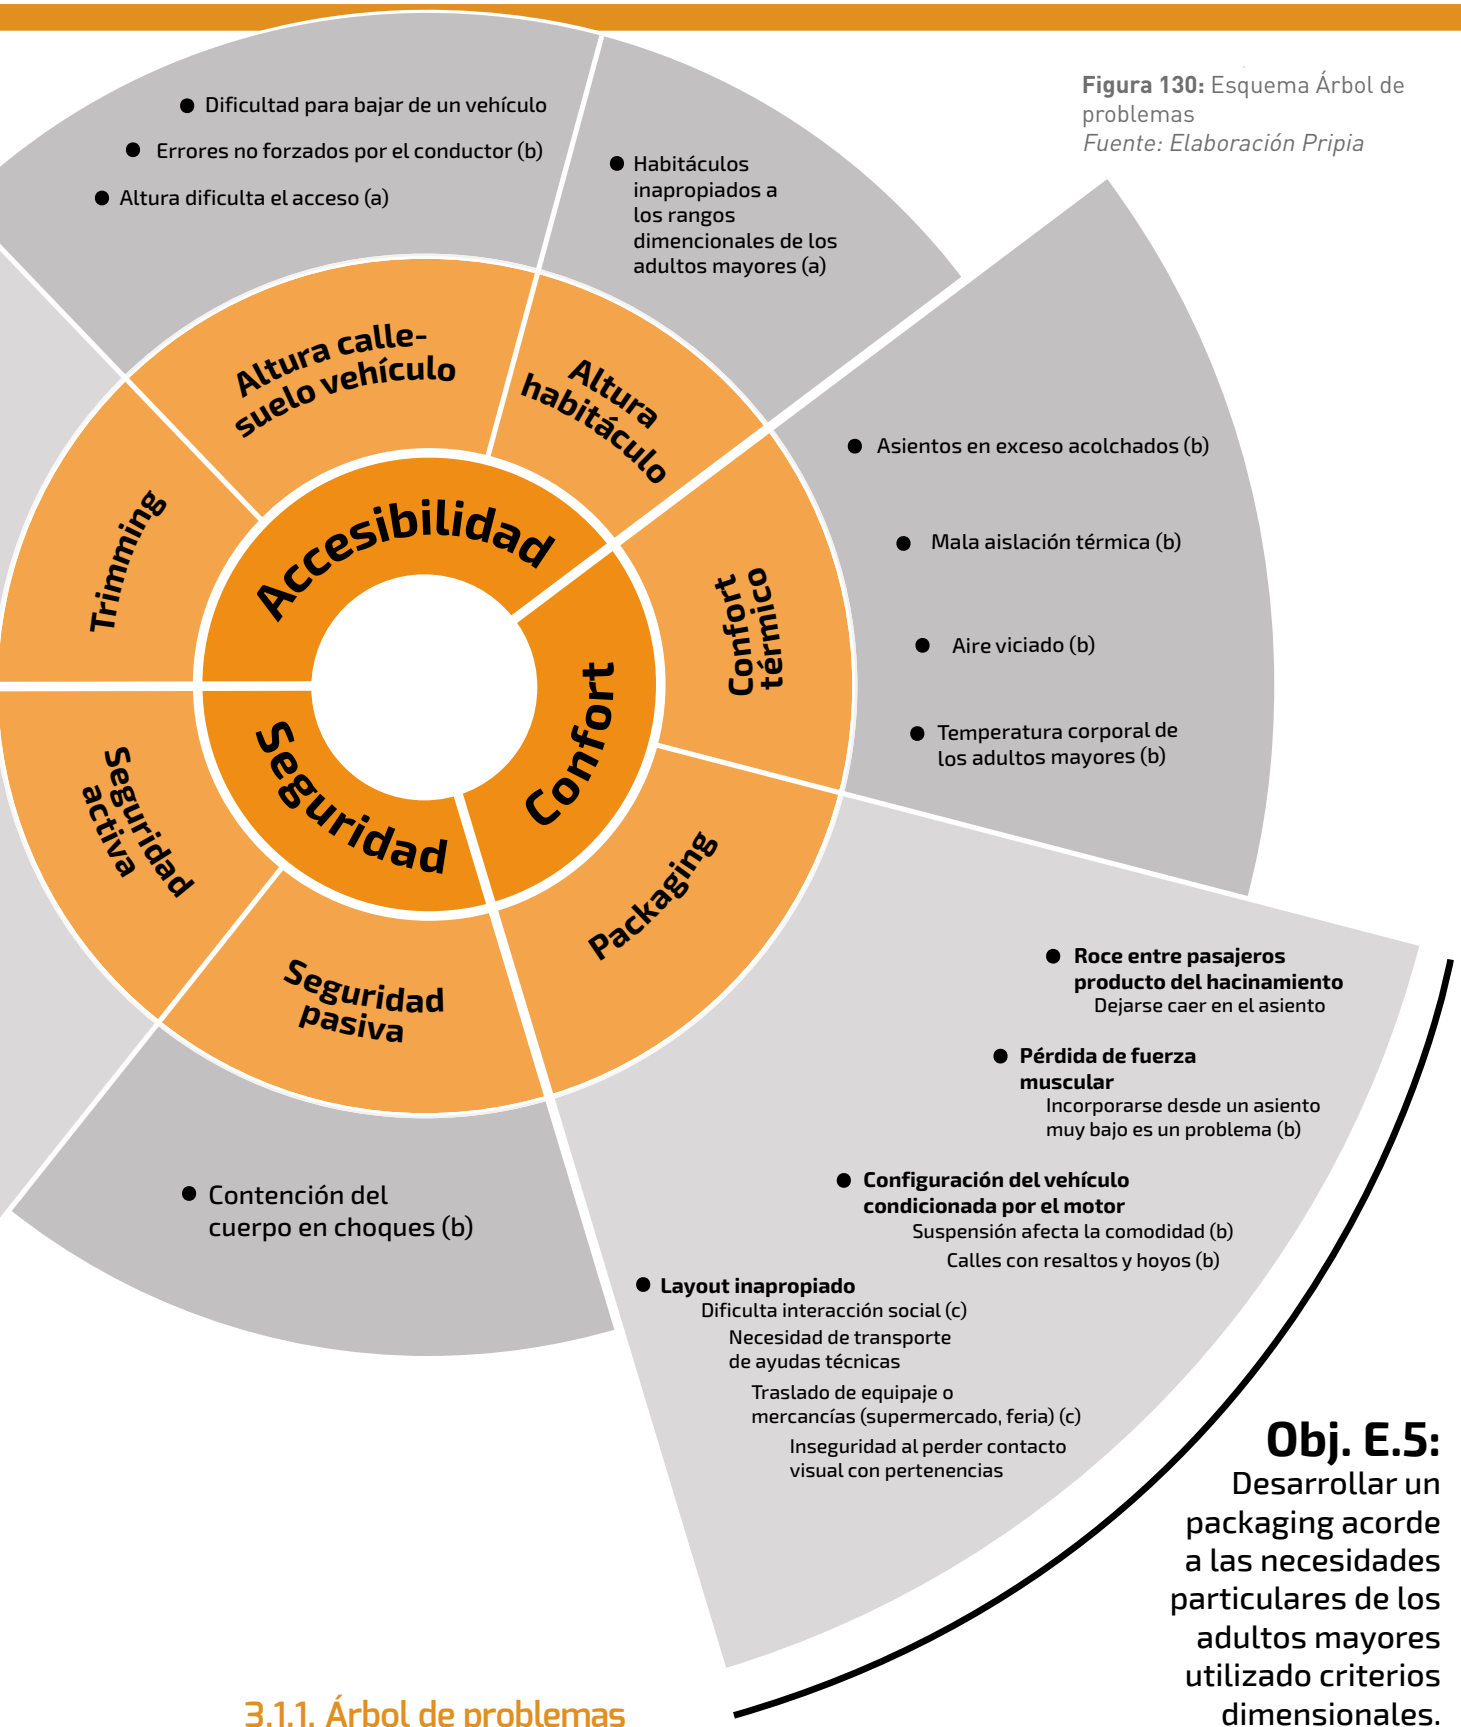 Figura 130: Esquema Árbol de
problemas
Fuente: Elaboración Pripia
Dificultad para bajar de un vehículo
Errores no forzados por el conductor (b)
Altura dificulta el acceso (a)
Habitáculos
inapropiados a
los rangos
dimencionales de los
adultos mayores (a)
Altura calle-
suelo vehículo
Altura
habitáculo
Trimming
Accesibilidad
Confort
térmico
Asientos en exceso acolchados (b)
Mala aislación térmica (b)
Aire viciado (b)
Temperatura corporal de
los adultos mayores (b)
Confort
Seguridad
Seguridad
activa
Seguridad
pasiva
Packaging
Contención del
cuerpo en choques (b)
Roce entre pasajeros
producto del hacinamiento
Dejarse caer en el asiento
Pérdida de fuerza
muscular
Incorporarse desde un asiento
muy bajo es un problema (b)
Configuración del vehículo
condicionada por el motor
Suspensión afecta la comodidad (b)
Calles con resaltos y hoyos (b)
Layout inapropiado
Dificulta interacción social (c)
Necesidad de transporte
de ayudas técnicas
Traslado de equipaje o
mercancías (supermercado, feria) (c)
Inseguridad al perder contacto
visual con pertenencias
Obj. E.5:
Desarrollar un
packaging acorde
a las necesidades
particulares de los
adultos mayores
utilizado criterios
dimensionales.
3.1.1. Árbol de problemas